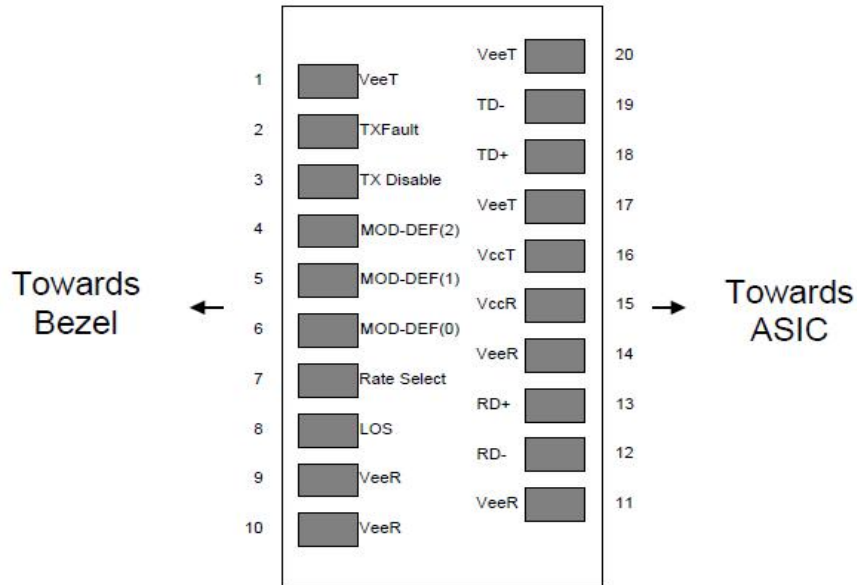 VeeT 20
1 VeeT
TD- 19
2 TXFault
TD+ 18
3 TX Disable
VeeT 17
4 MOD-DEF(2)
VccT 16
5 MOD-DEF(1)
Towards
Bezel
VccR 15
Towards
ASIC
6 MOD-DEF(0)
VeeR 14
7 Rate Select
RD+ 13
8 LOS
RD- 12
9 VeeR
VeeR 11
10 VeeR